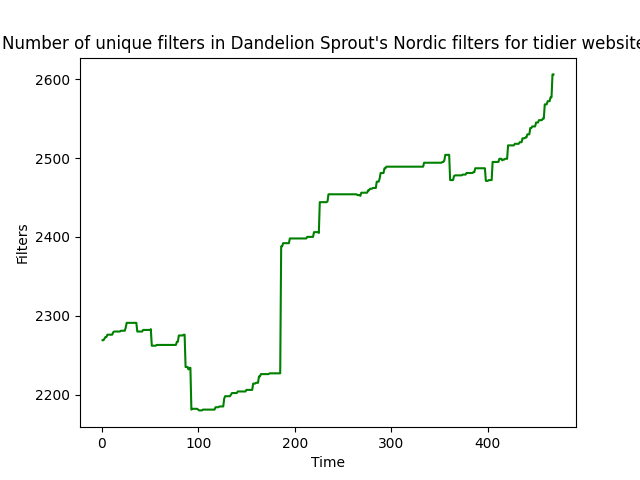 Number of unique filters in Dandelion Sprout's Nordic filters for tidier website
2600
2500
2400
2300
2200
Filters
0 100 200 300 400
Time